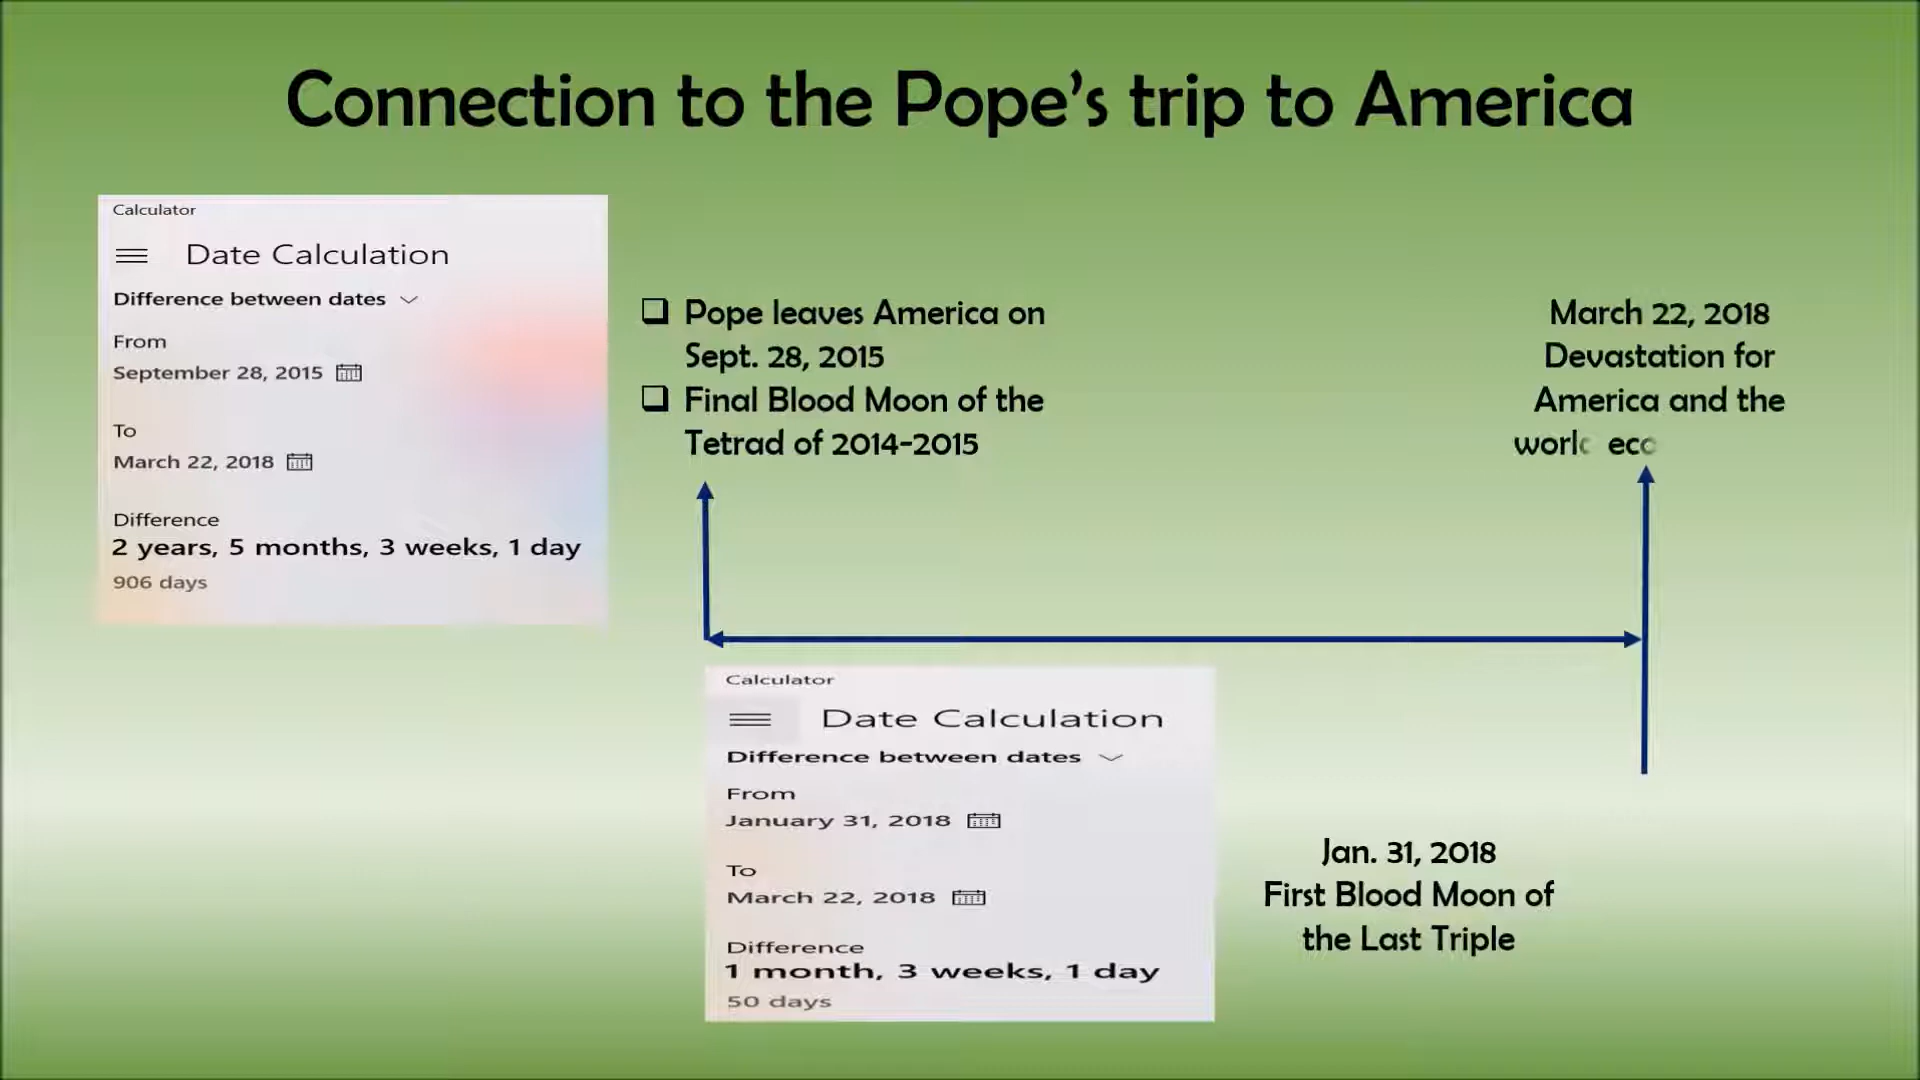 Connection to the Pope's trip to America
Calculator
Date Calculation
Difference between dates
From
September 28, 2015
To
March 22, 2018
Difference
2 years, 5 months, 3 weeks, 1 day
906 days
Pope leaves America on
Sept. 28, 2015
Final Blood Moon of the
Tetrad of 2014-2015
March 22, 2018
Devastation for
America and the
Calculator
Date Calculation
Difference between dates
From
January 31, 2018
To
March 22, 2018
Difference
1 month, 3 weeks, 1 day
50 days
Jan. 31, 2018
First Blood Moon of
the Last Triple